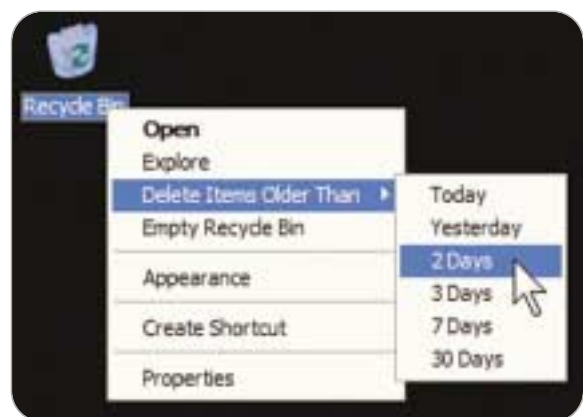 Recycle Bin
Open
Explore
Delete Items Older Than
Empty Recycle Bin
Appearance
Create Shortcut
Properties
Today
Yesterday
2 Days
3 Days
7 Days
30 Days